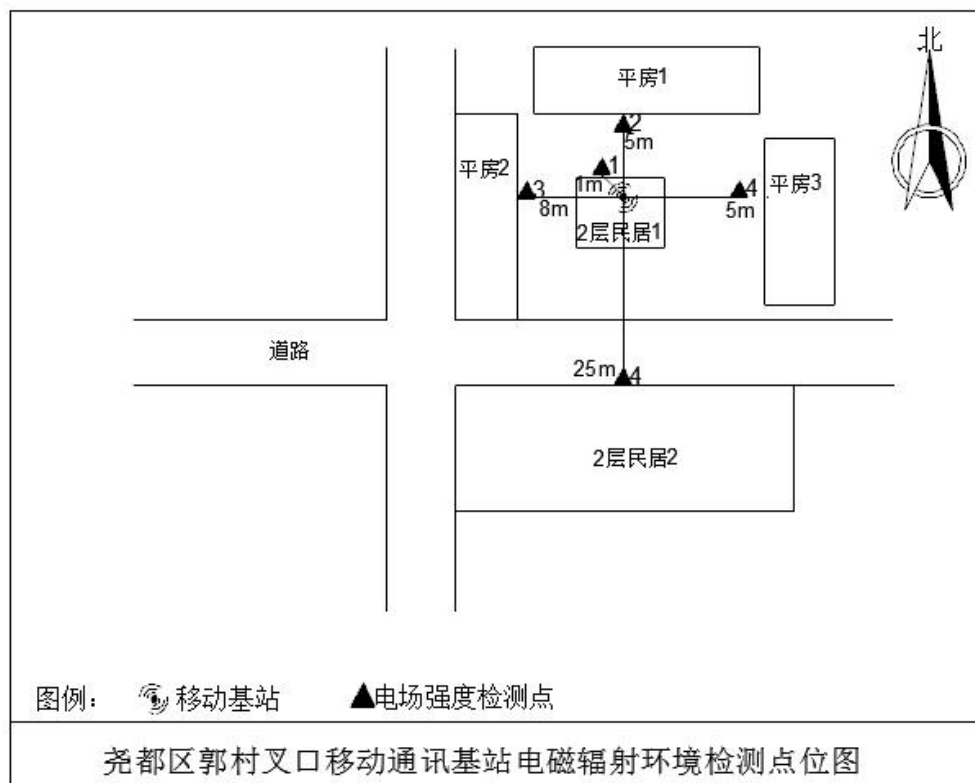 北
平房1
2
5m
平房2
1
平房3
1m
3
4
8m
5m
2层民居1
道路
25m
4
2层民居2
图例：
移动基站
电场强度检测点
尧都区郭村叉口移动通讯基站电磁辐射环境检测点位图